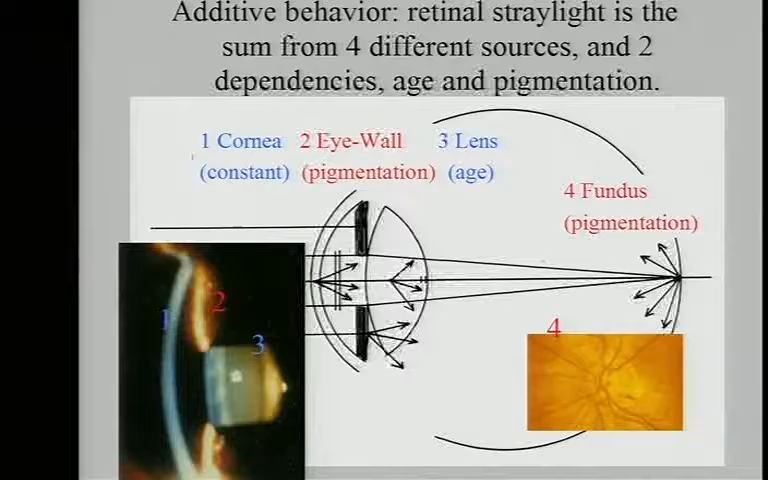 Additive behavior: retinal straylight is the
sum from 4 different sources, and 2
dependencies, age and pigmentation.
1 Cornea 2 Eye-Wall 3 Lens
(constant) (pigmentation) (age)
4 Fundus
(pigmentation)
1
2
3
4